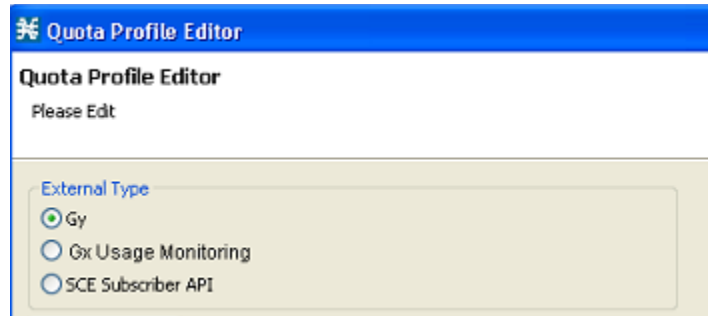 Quota Profile Editor
Quota Profile Editor
Please Edit
External Type
Gy
Gx Usage Monitoring
SCE Subscriber API